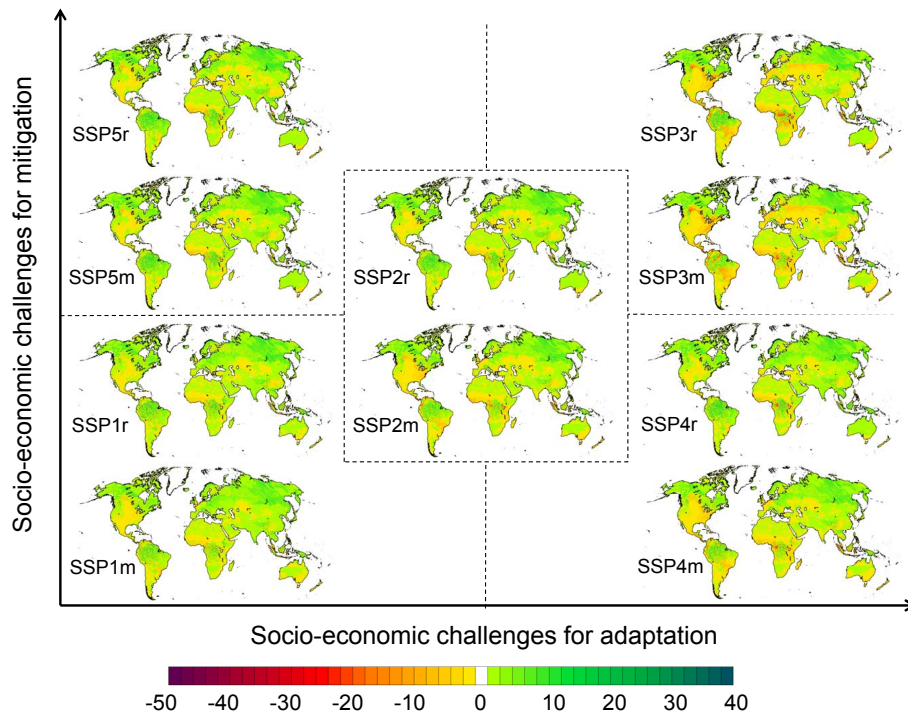 Socio-economic challenges for mitigation
SSP5r
SSP3r
SSP5m
SSP2r
SSP3m
SSP1r
SSP2m
SSP4r
SSP1m
SSP4m
Socio-economic challenges for adaptation
-50 -40 -30 -20 -10 0 10 20 30 40